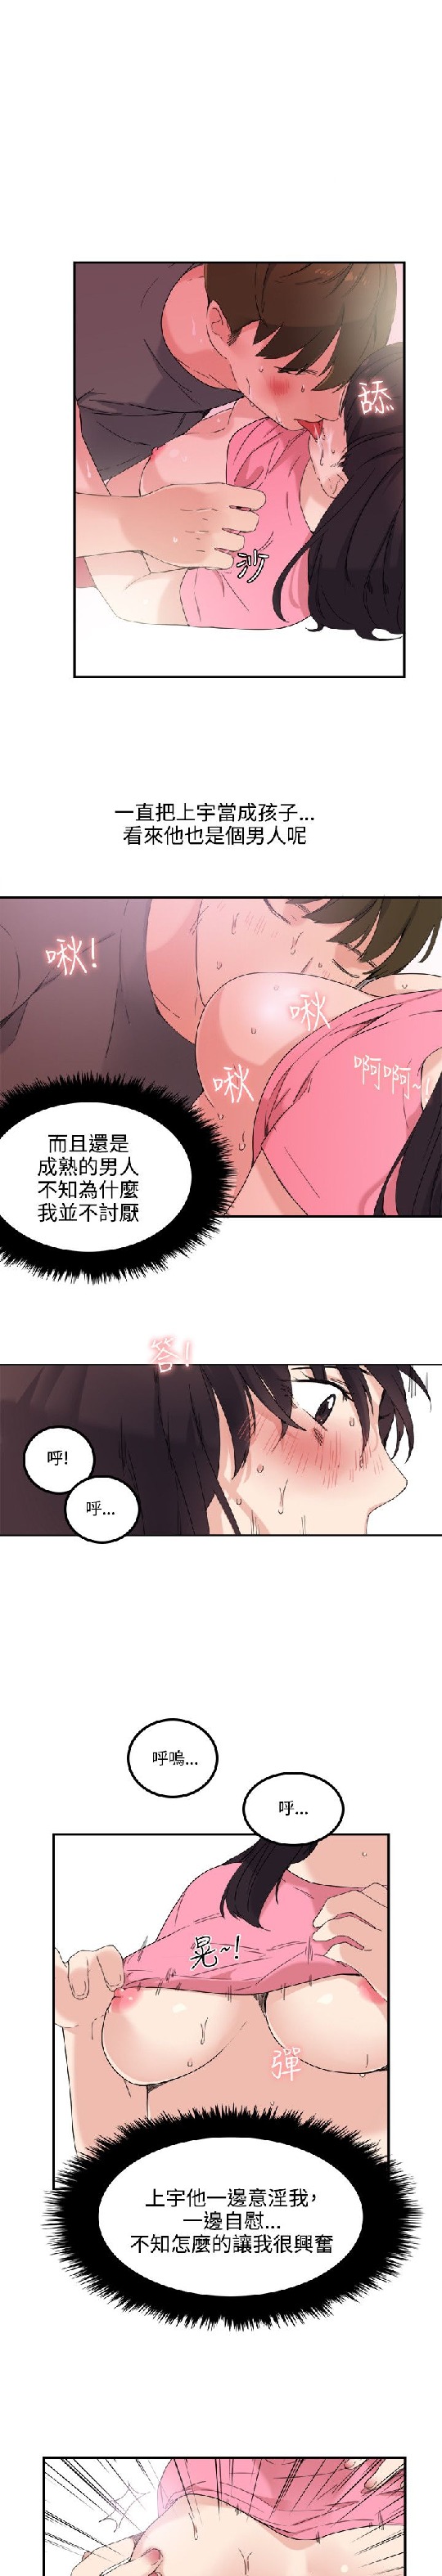 舔
沙
一直把上宇當成孩子...
看來他也是個男人呢
啾!
啾
啾
啊啊~!
而且還是
成熟的男人
不知為什麼
我並不討厭
答!
呼!
呼...
呼嗚...
呼...
晃~!
彈
上宇他一邊意淫我,
一邊自慰...
不知怎麼的讓我很興奮